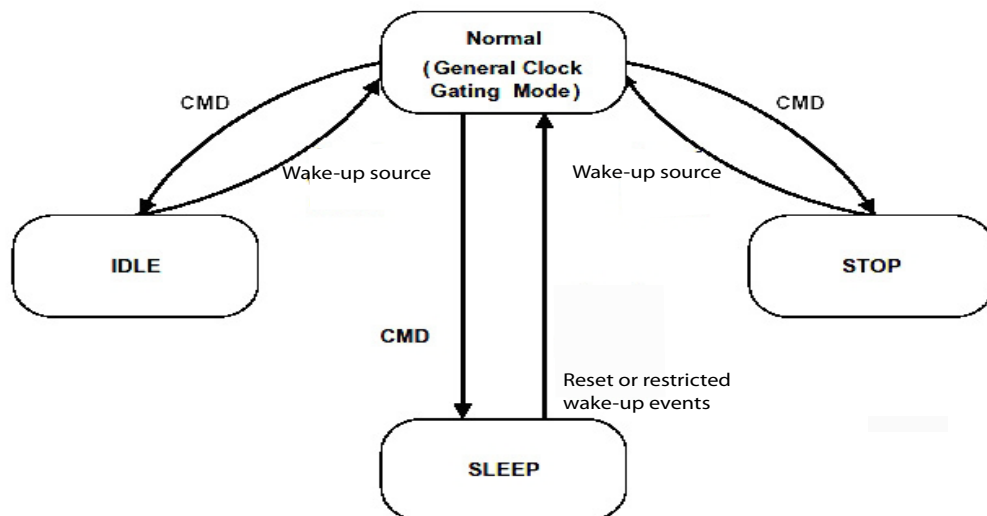 Normal
(General Clock
Gating Mode)
CMD
CMD
Wake-up source
Wake-up source
IDLE
STOP
CMD
Reset or restricted
wake-up events
SLEEP